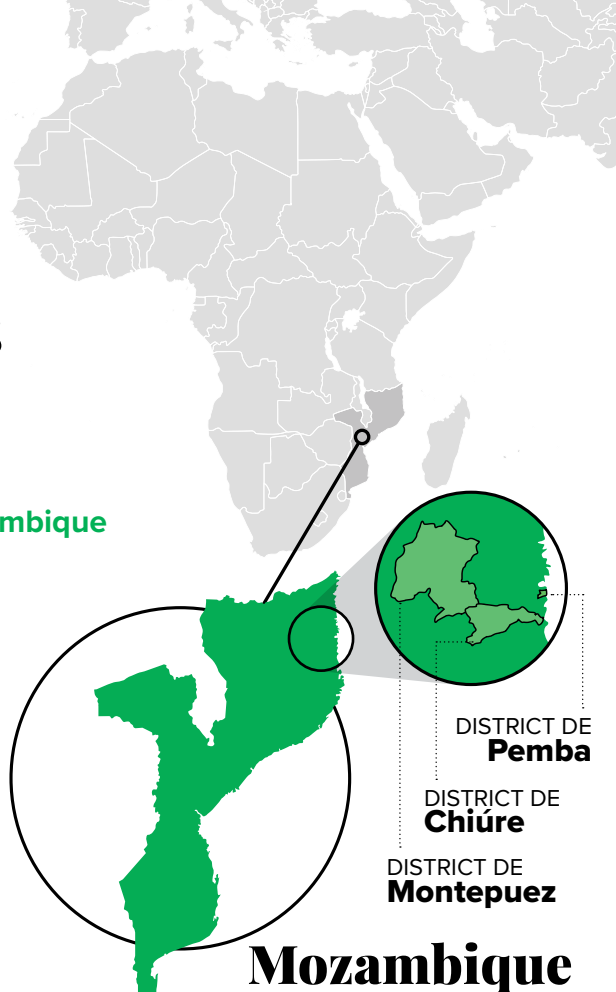 mbique
DISTRICT DE
Pemba
DISTRICT DE
Chiúre
DISTRICT DE
Montepuez
Mozambique